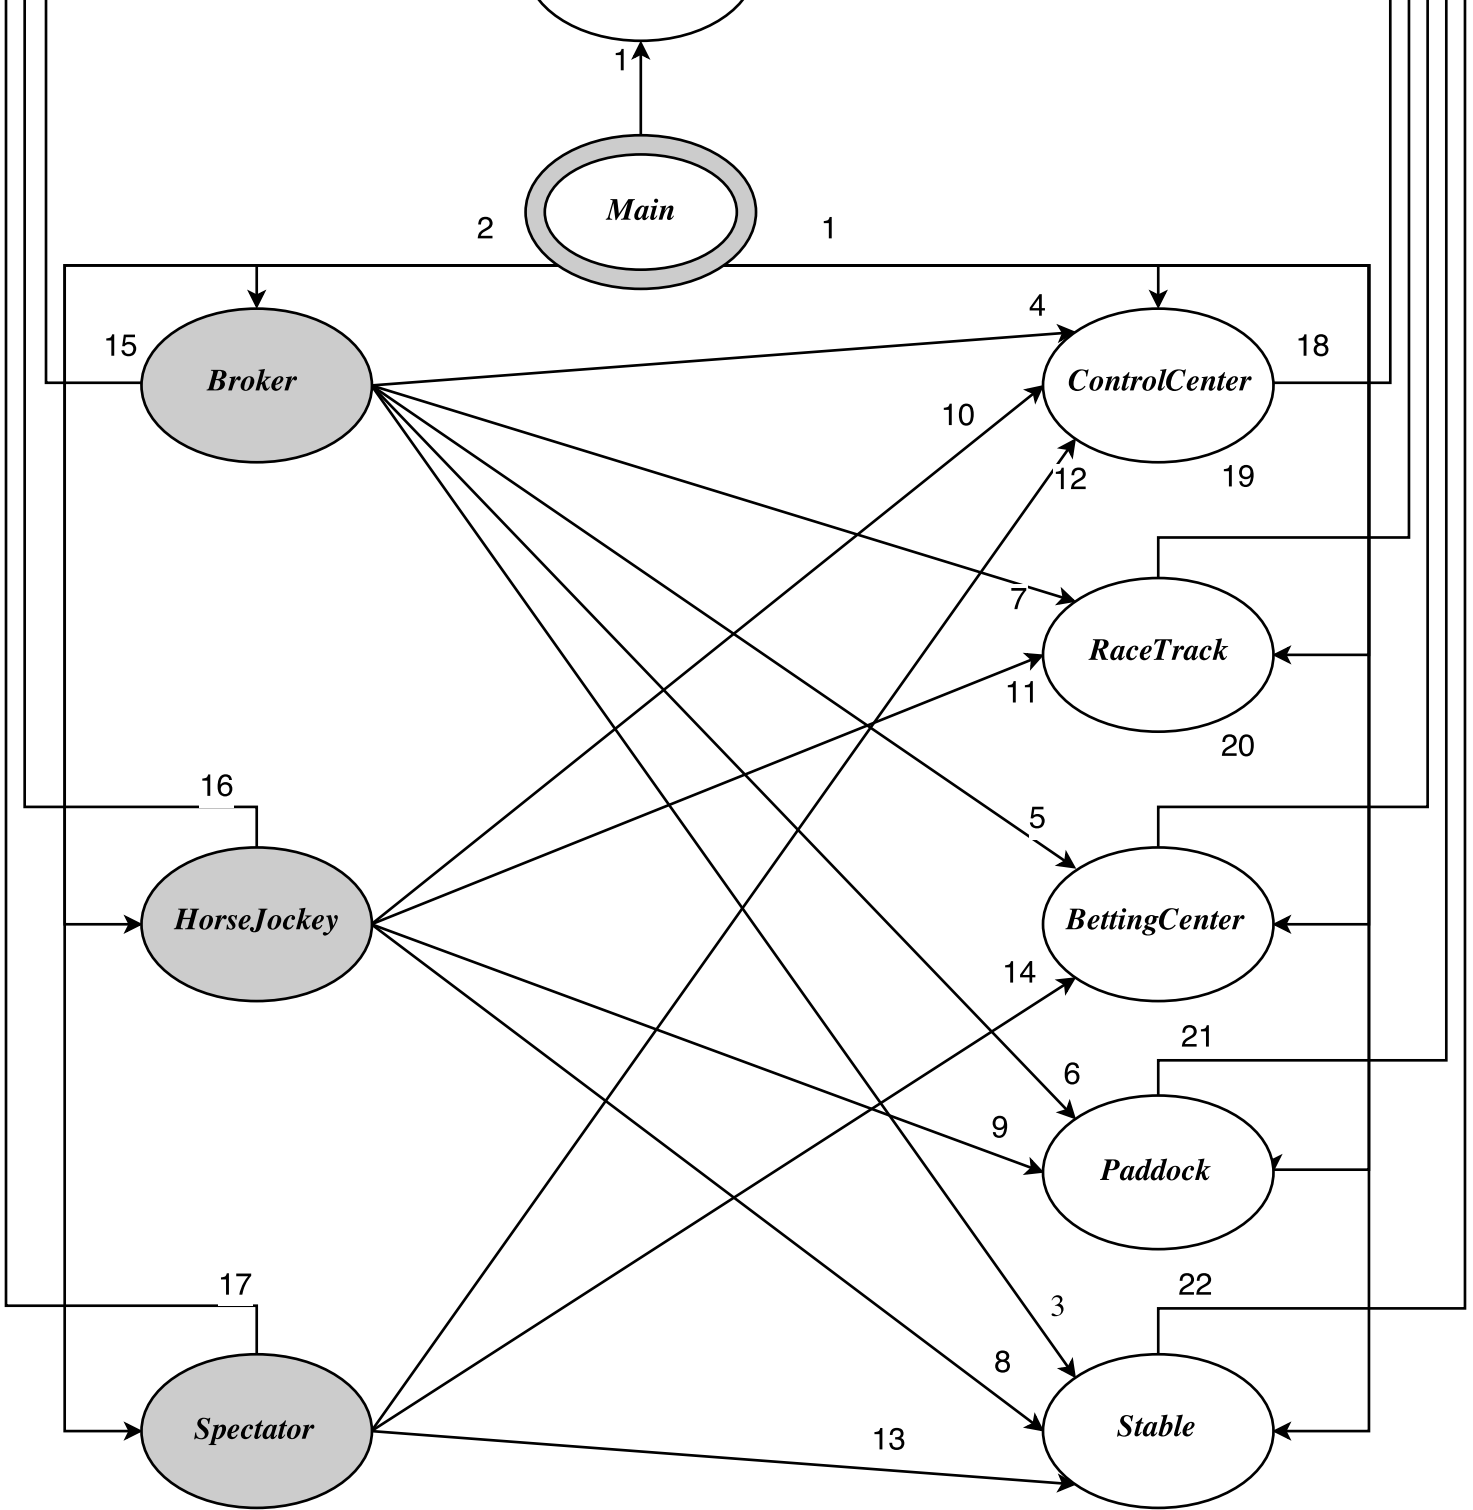 1
Main
2
1
4
15
18
Broker
ControlCenter
10
12
19
7
RaceTrack
11
20
16
5
HorseJockey
BettingCenter
14
21
6
9
Paddock
17
22
3
8
Spectator
Stable
13